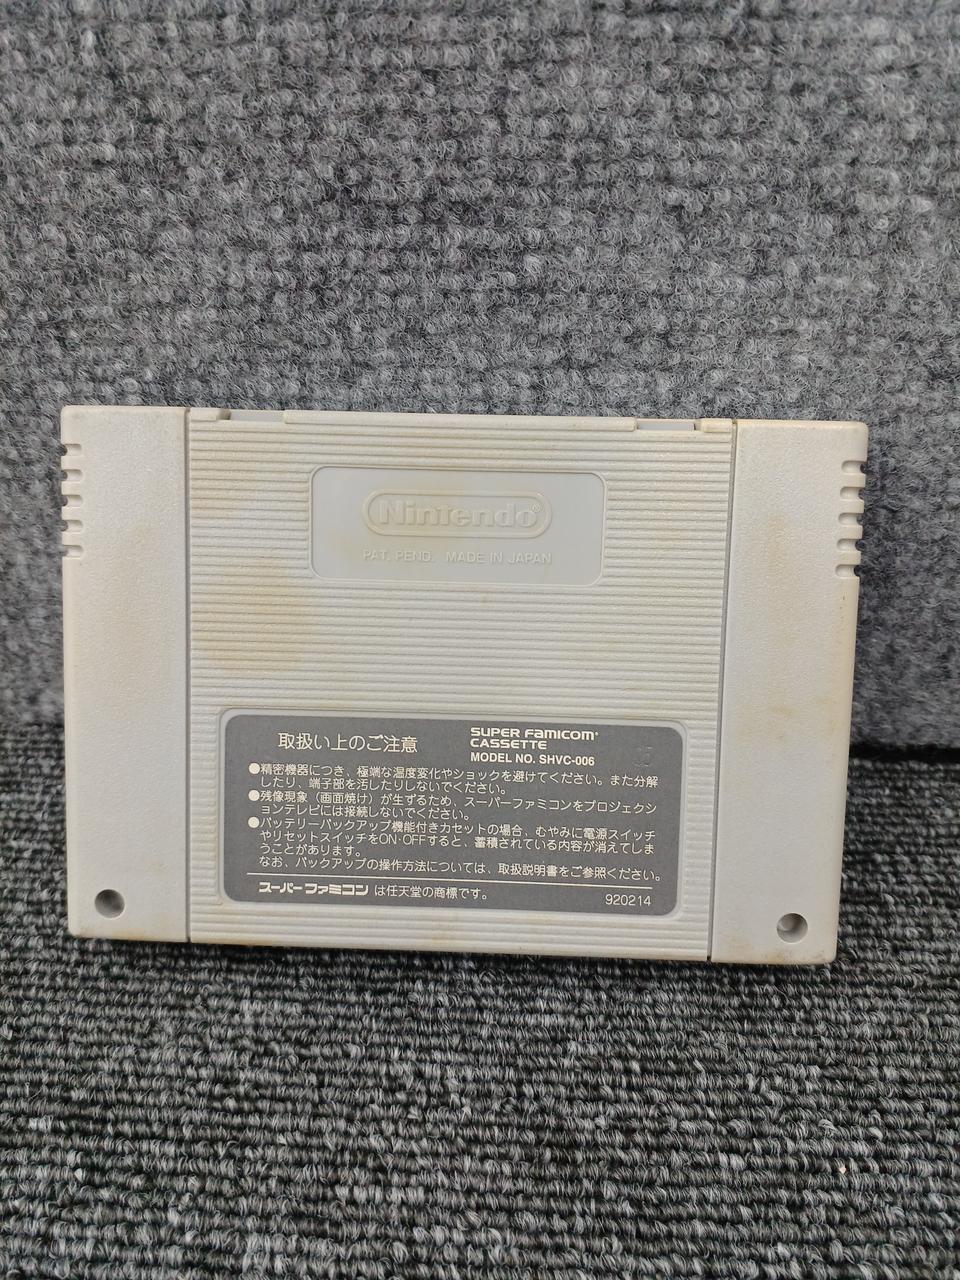 Nintendo®
PAT. PEND. MADE IN JAPAN
取扱い上のご注意
SUPER FAMICOM®
CASSETTE
MODEL NO. SHVC-006
●精密機器につき、極端な温度変化やショックを避けてください。また分解
したり、端子部を汚したりしないでください。
●残像現象（画面焼け）が生ずるため、スーパーファミコンをプロジェクシ
ョンテレビには接続しないでください。
●バッテリーバックアップ機能付きカセットの場合、むやみに電源スイッチ
やリセットスイッチをON・OFFすると、蓄積されている内容が消えてしま
うことがあります。
なお、バックアップの操作方法については、取扱説明書をご参照ください。
スーパーファミコン は任天堂の商標です。
920214